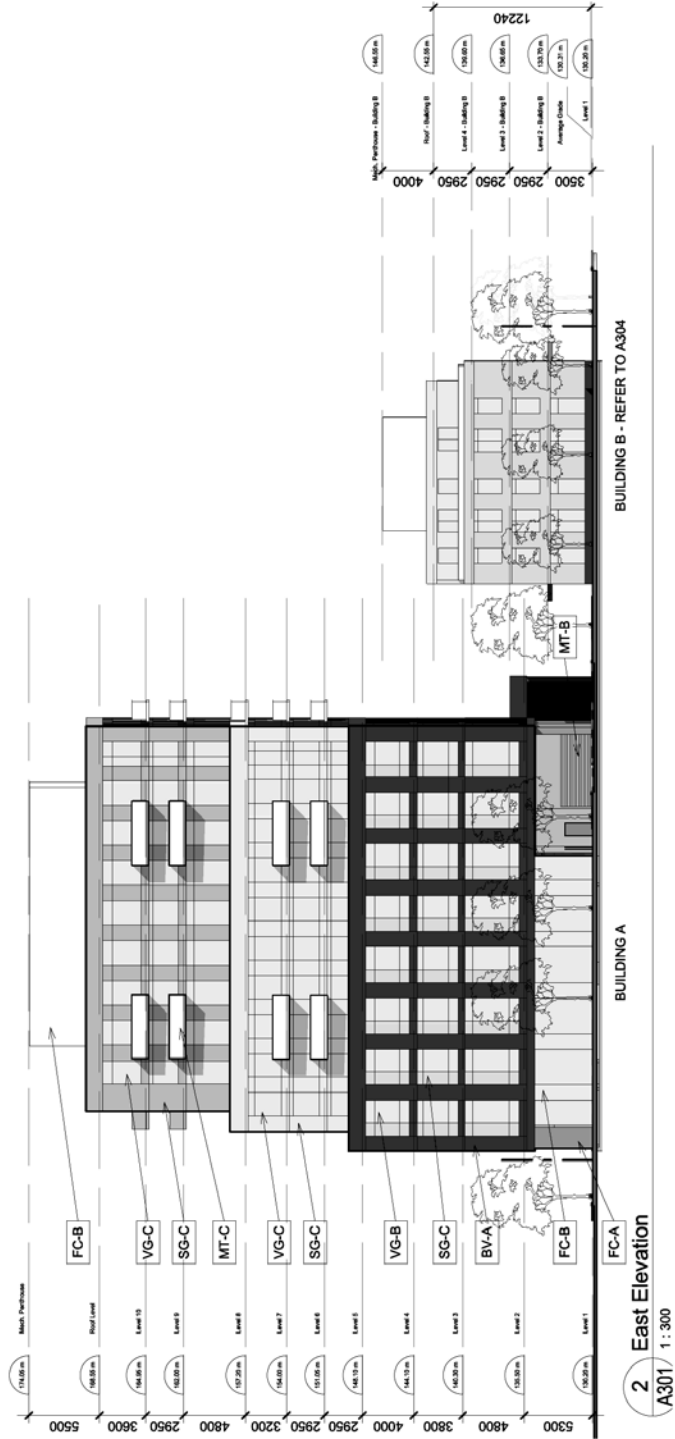 5500
3600
2950
4800
3200
2950
2950
4000
3800
4800
5300
174.05 m
168.55 m
164.95 m
162.00 m
157.20 m
154.00 m
151.05 m
148.10 m
144.10 m
140.30 m
135.50 m
130.20 m
Mech. Penthouse
Roof Level
Level 10
Level 9
Level 8
Level 7
Level 6
Level 5
Level 4
Level 3
Level 2
Level 1
FC-B
VG-C
SG-C
MT-C
VG-C
SG-C
VG-B
SG-C
BV-A
FC-B
FC-A
MT-B
BUILDING A
BUILDING B - REFER TO A304
4000
2950
2950
2950
3500
Mech. Penthouse - Building B
Roof - Building B
Level 4 - Building B
Level 3 - Building B
Level 2 - Building B
Average Grade
Level 1
146.55 m
142.55 m
139.60 m
136.65 m
133.70 m
130.31 m
130.20 m
12240
2
A301
East Elevation
1 : 300